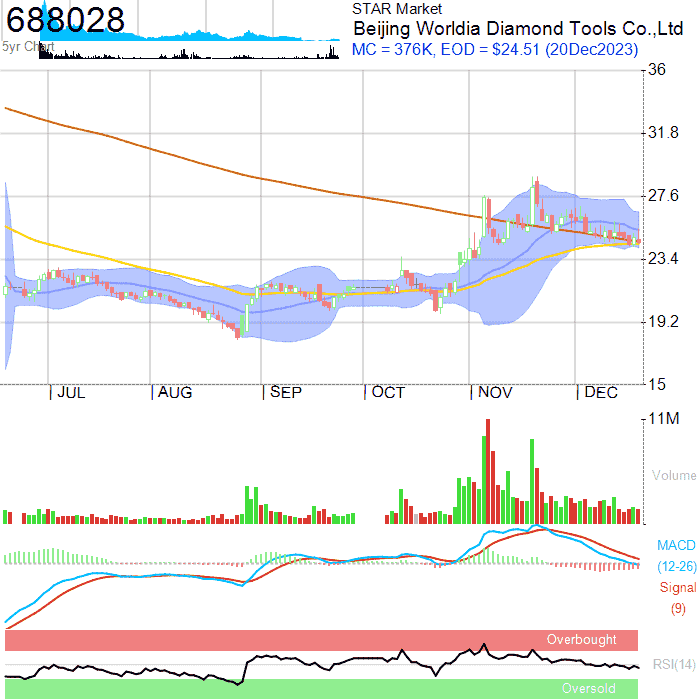 688028
5yr Chart
STAR Market
Beijing Worldia Diamond Tools Co.,Ltd
MC = 376K, EOD = $24.51 (20Dec2023)
36
31.8
27.6
23.4
19.2
15
JUL
AUG
SEP
OCT
NOV
DEC
11M
Volume
MACD
(12-26)
Signal
(9)
Overbought
RSI(14)
Oversold